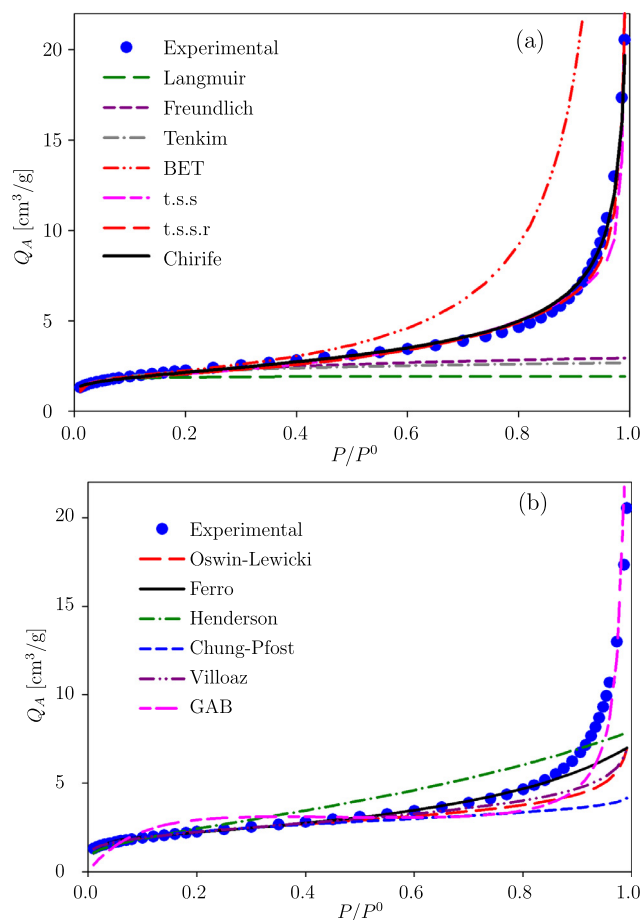 (a)
Experimental
Langmuir
Freundlich
Tenkim
BET
t.s.s
t.s.s.r
Chirife
Q_A [cm³/g]
20
15
10
5
0
0.0 0.2 0.4 0.6 0.8 1.0
P/P⁰
(b)
Experimental
Oswin-Lewicki
Ferro
Henderson
Chung-Pfost
Villoaz
GAB
Q_A [cm³/g]
20
15
10
5
0
0.0 0.2 0.4 0.6 0.8 1.0
P/P⁰